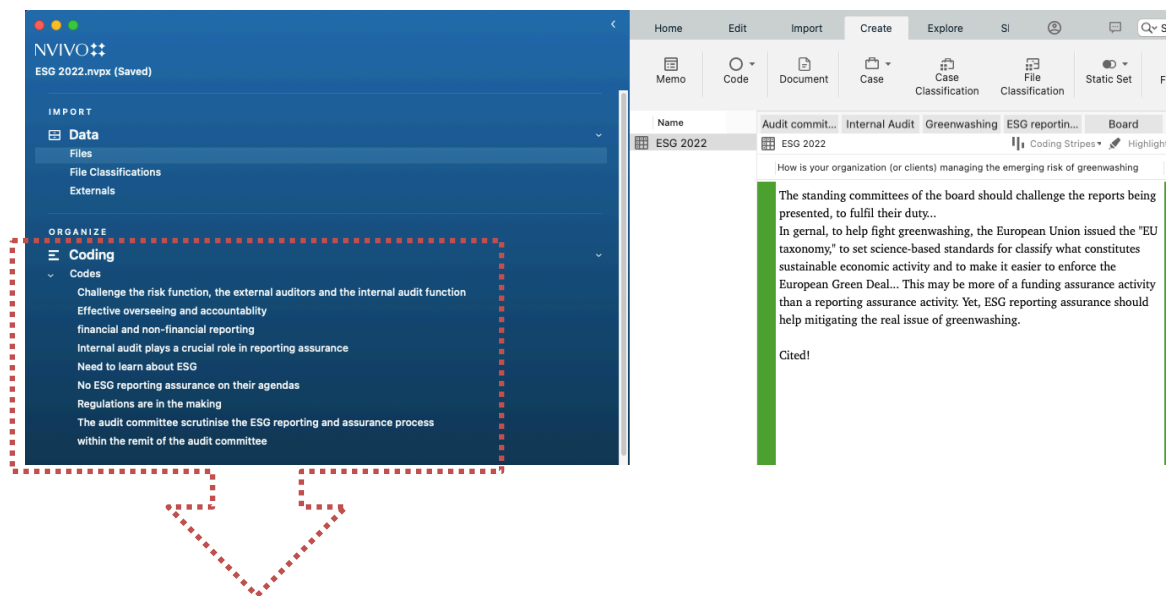 NVIVO
ESG 2022.nvpx (Saved)
IMPORT
Data
Files
File Classifications
Externals
ORGANIZE
Coding
Codes
Challenge the risk function, the external auditors and the internal audit function
Effective overseeing and accountablity
financial and non-financial reporting
Internal audit plays a crucial role in reporting assurance
Need to learn about ESG
No ESG reporting assurance on their agendas
Regulations are in the making
The audit committee scrutinise the ESG reporting and assurance process
within the remit of the audit committee
Home Edit Import Create Explore SI S
Memo Code Document Case Case Classification File Classification Static Set F
Name
ESG 2022
Audit commit... Internal Audit Greenwashing ESG reportin... Board
ESG 2022 Coding Stripes Highlight
How is your organization (or clients) managing the emerging risk of greenwashing
The standing committees of the board should challenge the reports being
presented, to fulfil their duty...
In gernal, to help fight greenwashing, the European Union issued the "EU
taxonomy," to set science-based standards for classify what constitutes
sustainable economic activity and to make it easier to enforce the
European Green Deal... This may be more of a funding assurance activity
than a reporting assurance activity. Yet, ESG reporting assurance should
help mitigating the real issue of greenwashing.
Cited!